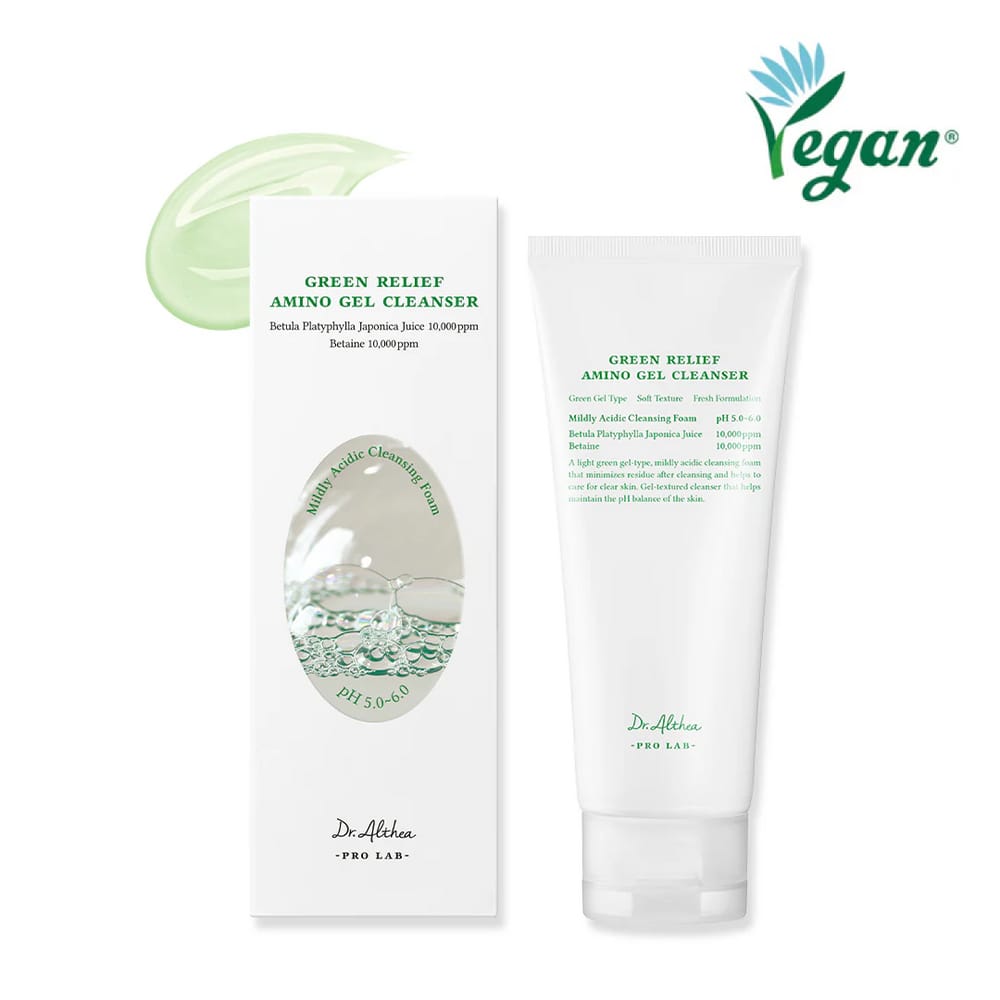 Vegan®
GREEN RELIEF
AMINO GEL CLEANSER
Betula Platyphylla Japonica Juice 10,000ppm
Betaine 10,000ppm
Mildly Acidic Cleansing Foam
pH 5.0~6.0
Dr.Althea
-PRO LAB-
GREEN RELIEF
AMINO GEL CLEANSER
Green Gel Type Soft Texture Fresh Formulation
Mildly Acidic Cleansing Foam pH 5.0~6.0
Betula Platyphylla Japonica Juice 10,000ppm
Betaine 10,000ppm
A light green gel-type, mildly acidic cleansing foam
that minimizes residue after cleansing and helps to
care for clear skin. Gel-textured cleanser that helps
maintain the pH balance of the skin.
Dr.Althea
-PRO LAB-